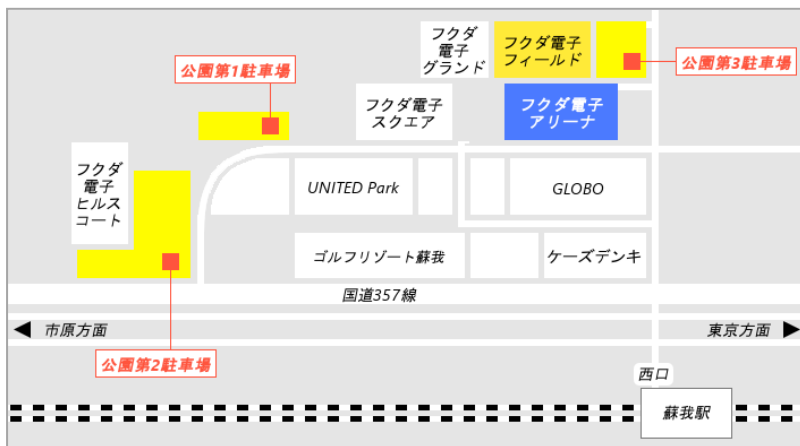 フクダ
電子
グランド
フクダ電子
フィールド
公園第1駐車場
公園第3駐車場
フクダ電子
スクエア
フクダ電子
アリーナ
フクダ
電子
ヒルス
コート
UNITED Park
GLOBO
ゴルフリゾート蘇我
ケーズデンキ
国道357線
市原方面
東京方面
公園第2駐車場
西口
蘇我駅